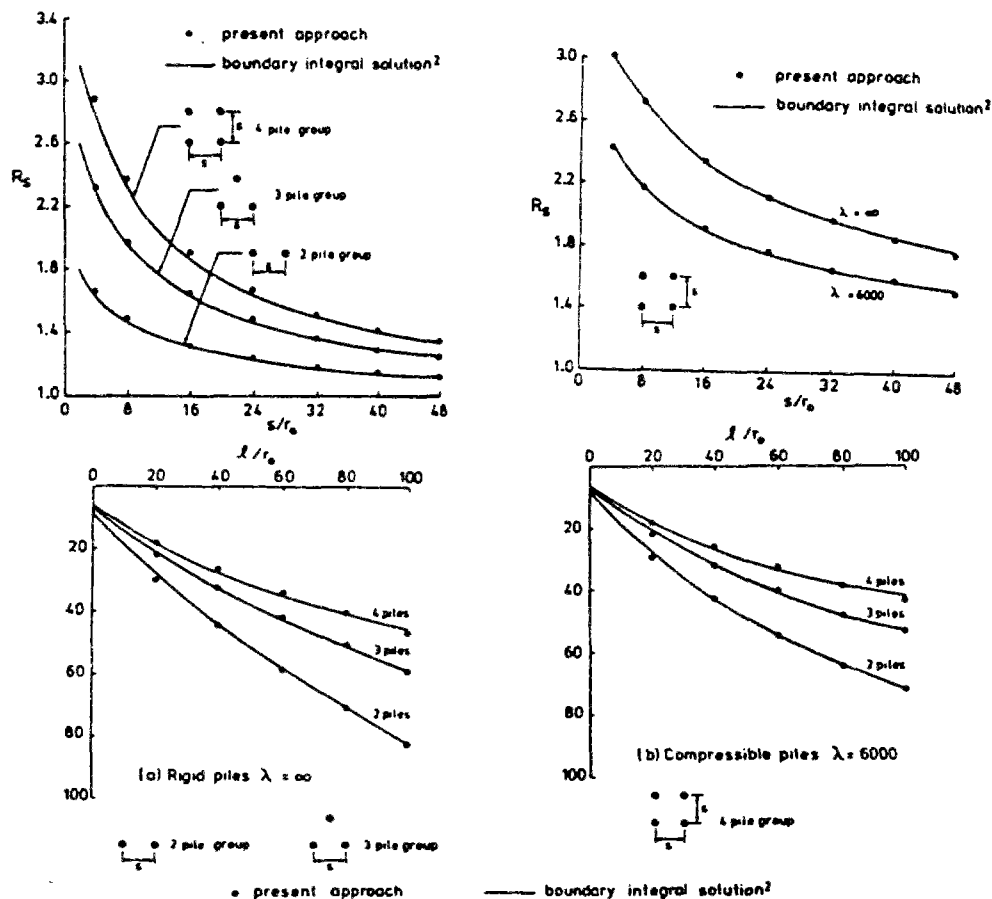 3.4
3.0
2.6
2.2
1.8
1.4
1.0
R_s
0 8 16 24 32 40 48
s/r₀
• present approach
— boundary integral solution²
s
s
4 pile group
3 pile group
s
2 pile group
s
3.0
2.6
2.2
1.8
1.4
1.0
R_s
0 8 16 24 32 40 48
s/r₀
• present approach
— boundary integral solution²
λ = ∞
λ = 6000
s
s
ℓ/r₀
0 20 40 60 80 100
20
40
60
80
100
4 piles
3 piles
2 piles
(a) Rigid piles λ = ∞
ℓ/r₀
0 20 40 60 80 100
20
40
60
80
100
4 piles
3 piles
2 piles
(b) Compressible piles λ = 6000
s
2 pile group
s
3 pile group
s
s
4 pile group
• present approach
— boundary integral solution²